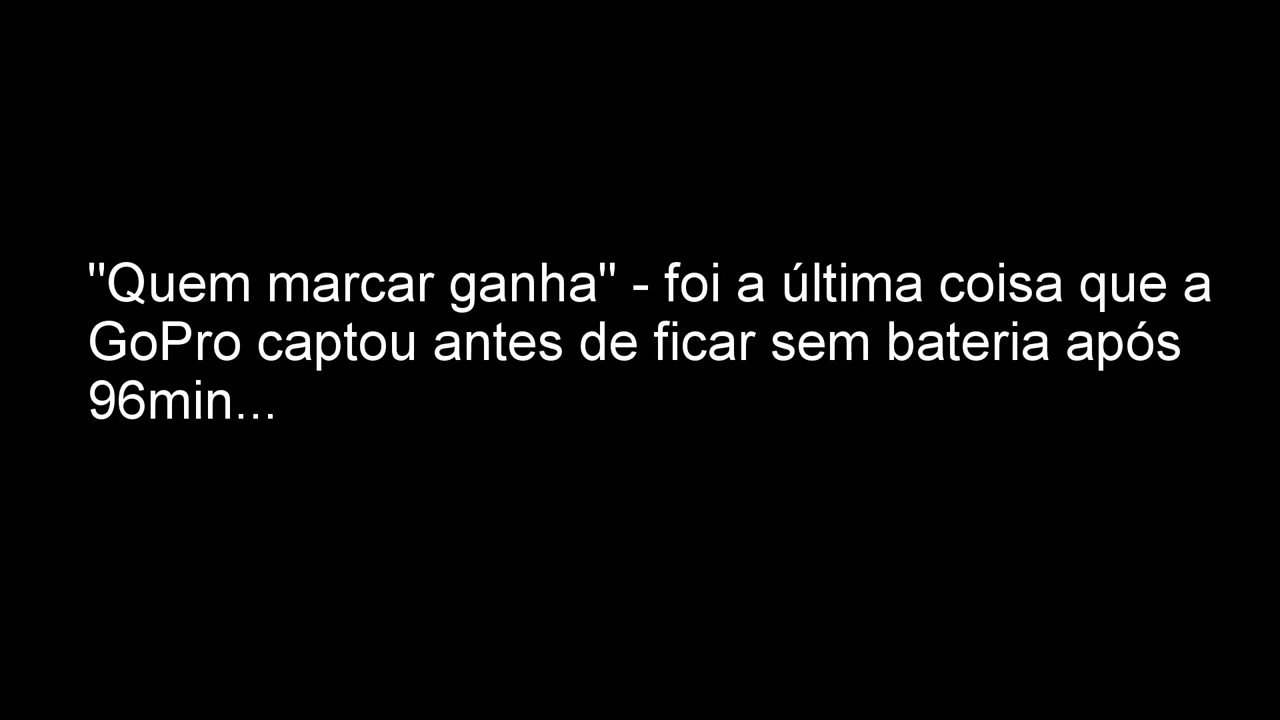 "Quem marcar ganha" - foi a última coisa que a
GoPro captou antes de ficar sem bateria após
96min...